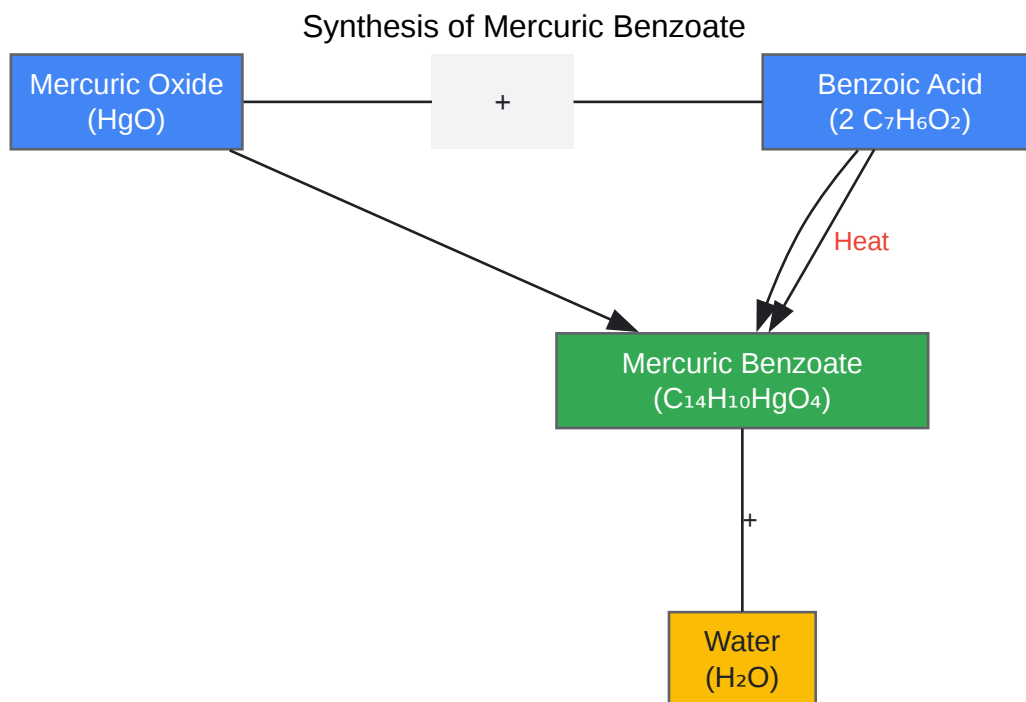 Synthesis of Mercuric Benzoate
Mercuric Oxide
(HgO)
+
Benzoic Acid
(2 C₇H₆O₂)
Heat
Mercuric Benzoate
(C₁₄H₁₀HgO₄)
+
Water
(H₂O)